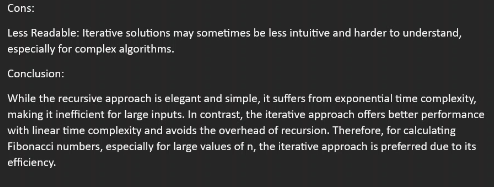 Cons:
Less Readable: Iterative solutions may sometimes be less intuitive and harder to understand,
especially for complex algorithms.
Conclusion:
While the recursive approach is elegant and simple, it suffers from exponential time complexity,
making it inefficient for large inputs. In contrast, the iterative approach offers better performance
with linear time complexity and avoids the overhead of recursion. Therefore, for calculating
Fibonacci numbers, especially for large values of n, the iterative approach is preferred due to its
efficiency.